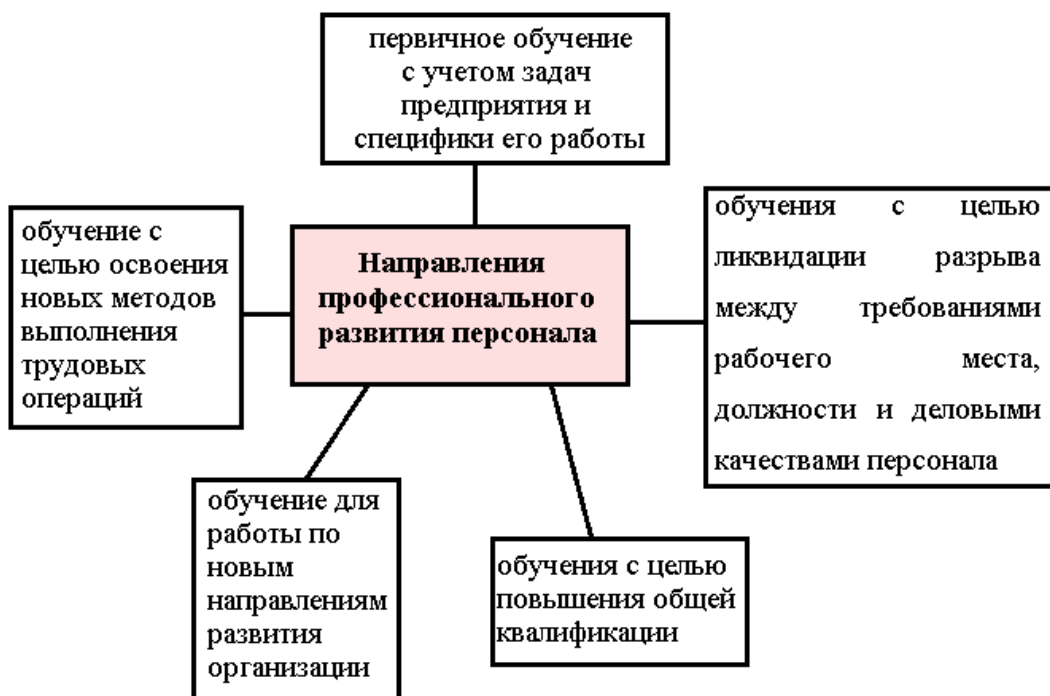 первичное обучение
с учетом задач
предприятия и
специфики его работы
обучение с
целью освоения
новых методов
выполнения
трудовых
операций
Направления
профессионального
развития персонала
обучения с целью
ликвидации разрыва
между требованиями
рабочего места,
должности и деловыми
качествами персонала
обучение для
работы по
новым
направлениям
развития
организации
обучения с целью
повышения общей
квалификации